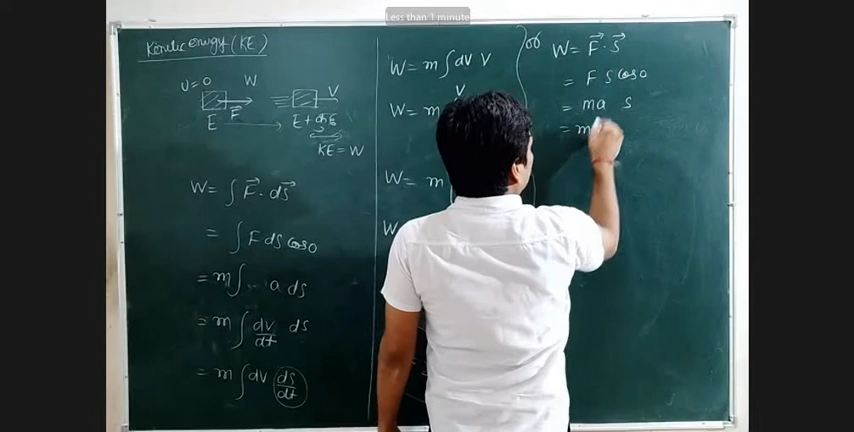 Less than 1 minute
Kinetic energy (KE)
U=0 W V
F⃗
E E+
KE = W
W = ∫ F⃗ . ds⃗
= ∫ F ds cos0
= m ∫ a ds
= m ∫ dv/dt ds
= m ∫ dv ds/dt
W = m ∫ dv v
W = m
V
W = m
W
or W = F⃗ . S⃗
= F S cos0
= ma S
= m